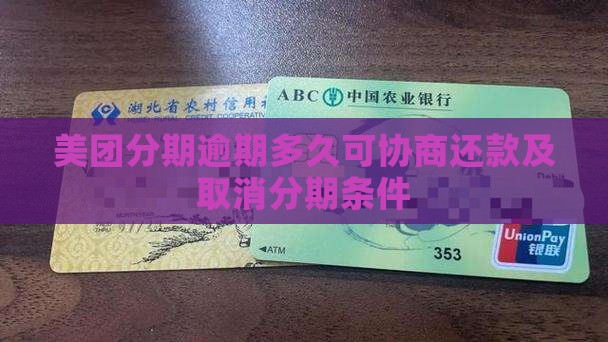 湖北省农村信用
ABC 中国农业银行
美团分期逾期多久可协商还款及
取消分期条件
Debit
ATM
353
UnionPay
银联